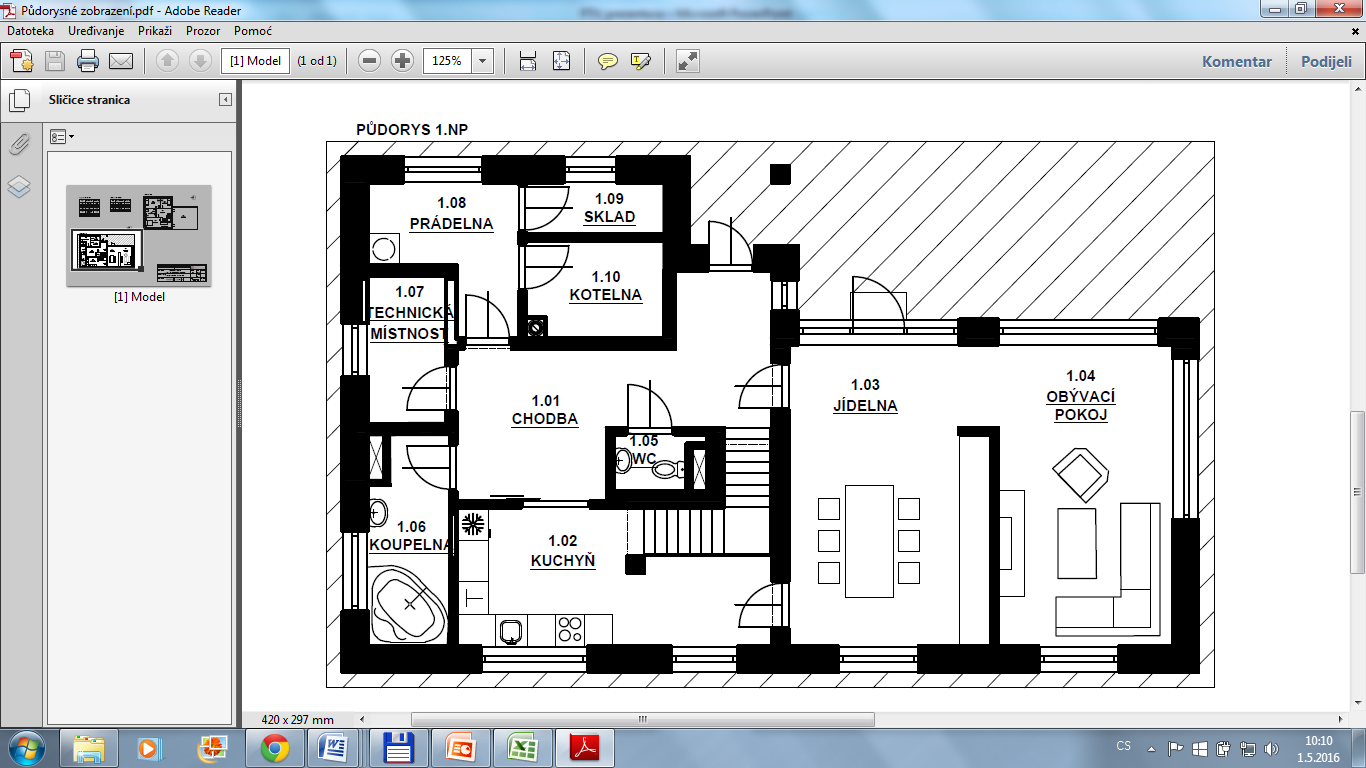 Půdorysné zobrazení.pdf - Adobe Reader
Datoteka Uređivanje Prikaži Prozor Pomoć
[1] Model (1 od 1) 125% Komentar Podijeli
Sličice stranica
[1] Model
PŮDORYS 1.NP
1.08
PRÁDELNA
1.09
SKLAD
1.10
KOTELNA
1.07
TECHNICKÁ
MÍSTNOST
1.01
CHODBA
1.03
JÍDELNA
1.04
OBÝVACÍ
POKOJ
1.05
WC
1.06
KOUPELNA
1.02
KUCHYŇ
420 x 297 mm
CS
10:10
1.5.2016